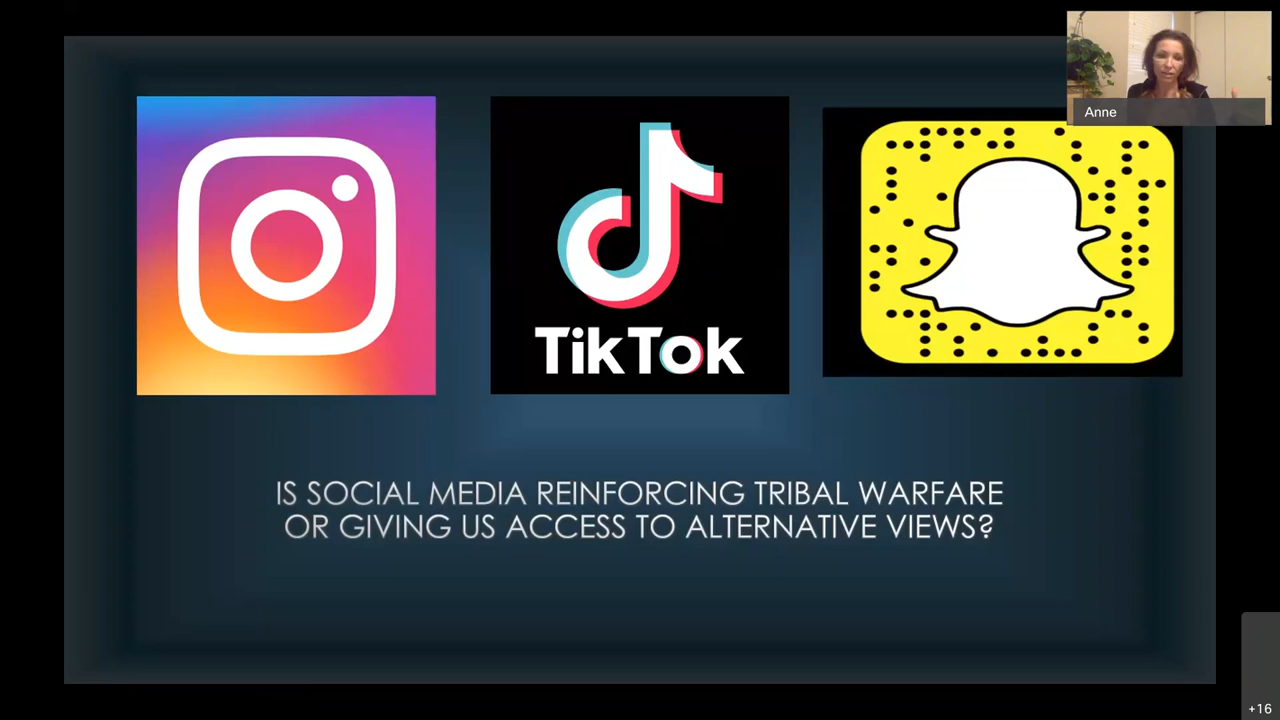 Anne
TikTok
IS SOCIAL MEDIA REINFORCING TRIBAL WARFARE
OR GIVING US ACCESS TO ALTERNATIVE VIEWS?
+16